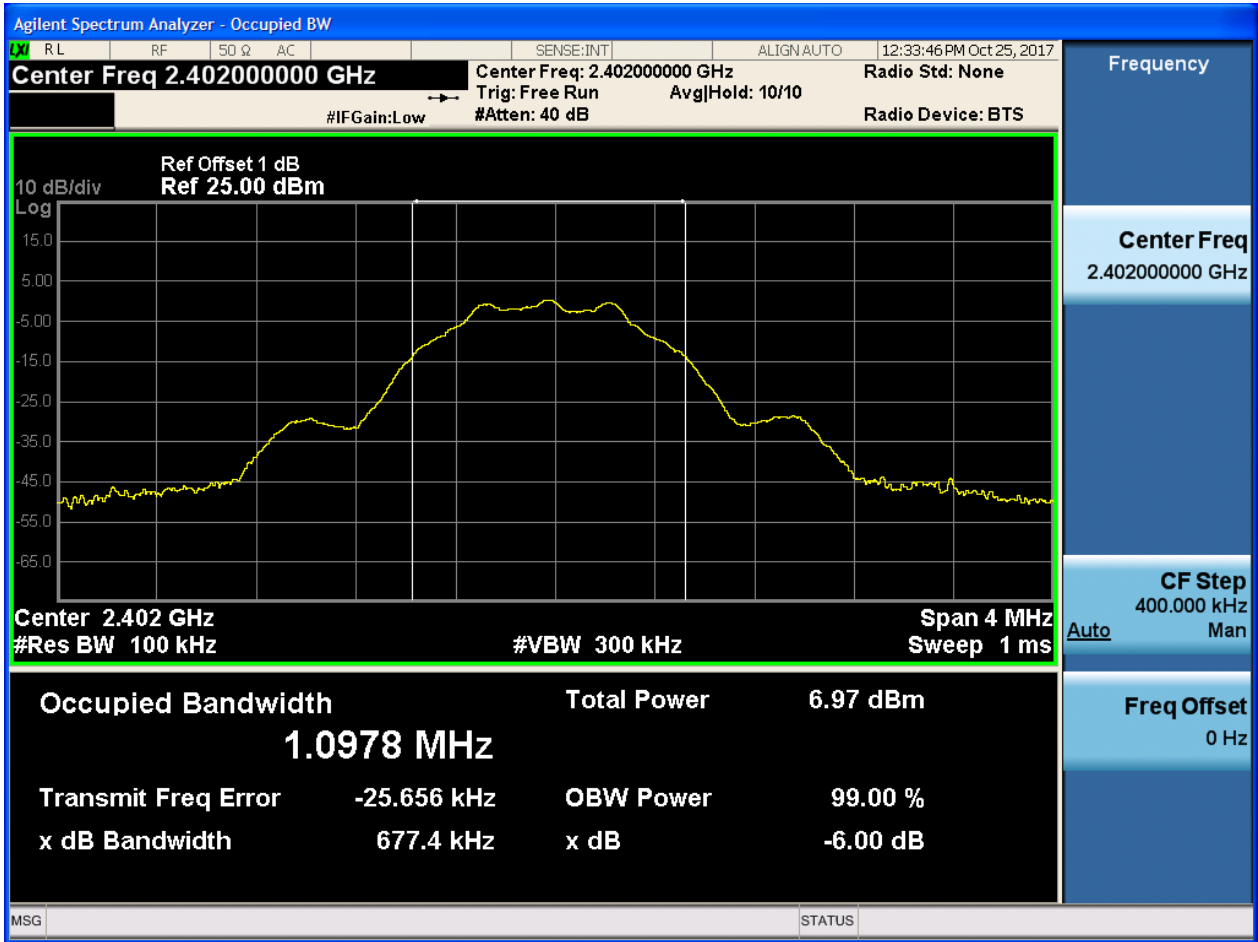 Agilent Spectrum Analyzer - Occupied BW
LXI RL RF 50 Ω AC SENSE:INT ALIGN AUTO 12:33:46 PM Oct 25, 2017
Center Freq 2.402000000 GHz
Center Freq: 2.402000000 GHz Radio Std: None
Trig: Free Run Avg|Hold: 10/10
#IFGain:Low #Atten: 40 dB Radio Device: BTS
Ref Offset 1 dB
10 dB/div Ref 25.00 dBm
Log
15.0
5.00
-5.00
-15.0
-25.0
-35.0
-45.0
-55.0
-65.0
Center 2.402 GHz Span 4 MHz
#Res BW 100 kHz #VBW 300 kHz Sweep 1 ms
Occupied Bandwidth Total Power 6.97 dBm
1.0978 MHz
Transmit Freq Error -25.656 kHz OBW Power 99.00 %
x dB Bandwidth 677.4 kHz x dB -6.00 dB
Frequency
Center Freq
2.402000000 GHz
CF Step
400.000 kHz
Auto Man
Freq Offset
0 Hz
MSG STATUS